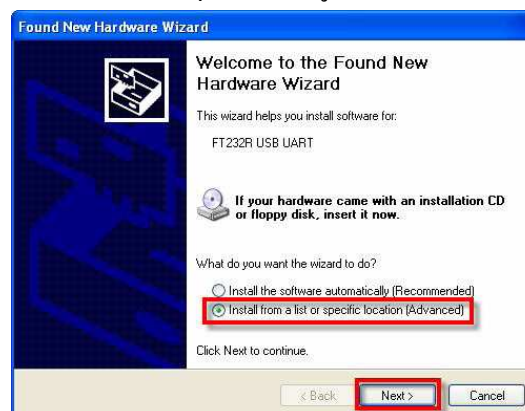 Found New Hardware Wizard
Welcome to the Found New
Hardware Wizard
This wizard helps you install software for:
FT232R USB UART
If your hardware came with an installation CD
or floppy disk, insert it now.
What do you want the wizard to do?
Install the software automatically (Recommended)
Install from a list or specific location (Advanced)
Click Next to continue.
< Back
Next >
Cancel